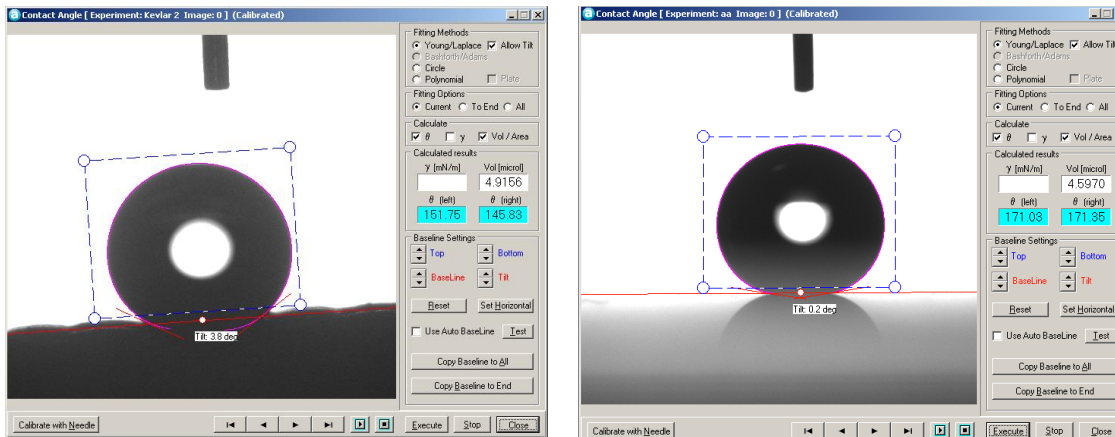 Contact Angle [ Experiment: Kevlar 2 Image: 0 ] (Calibrated)
Fitting Methods
Young/Laplace Allow Tilt
Bashforth/Adams
Circle
Polynomial Plate
Fitting Options
Current To End All
Calculate
θ γ Vol / Area
Calculated results
γ [mN/m] Vol [microl]
4.9156
θ (left) θ (right)
151.75 145.83
Baseline Settings
Top Bottom
BaseLine Tilt
Reset Set Horizontal
Use Auto BaseLine Test
Copy Baseline to All
Copy Baseline to End
Tilt: 3.8 deg
Calibrate with Needle Execute Stop Close
Contact Angle [ Experiment: aa Image: 0 ] (Calibrated)
Fitting Methods
Young/Laplace Allow Tilt
Bashforth/Adams
Circle
Polynomial Plate
Fitting Options
Current To End All
Calculate
θ γ Vol / Area
Calculated results
γ [mN/m] Vol [microl]
4.5970
θ (left) θ (right)
171.03 171.35
Baseline Settings
Top Bottom
BaseLine Tilt
Reset Set Horizontal
Use Auto BaseLine Test
Copy Baseline to All
Copy Baseline to End
Tilt: 0.2 deg
Calibrate with Needle Execute Stop Close